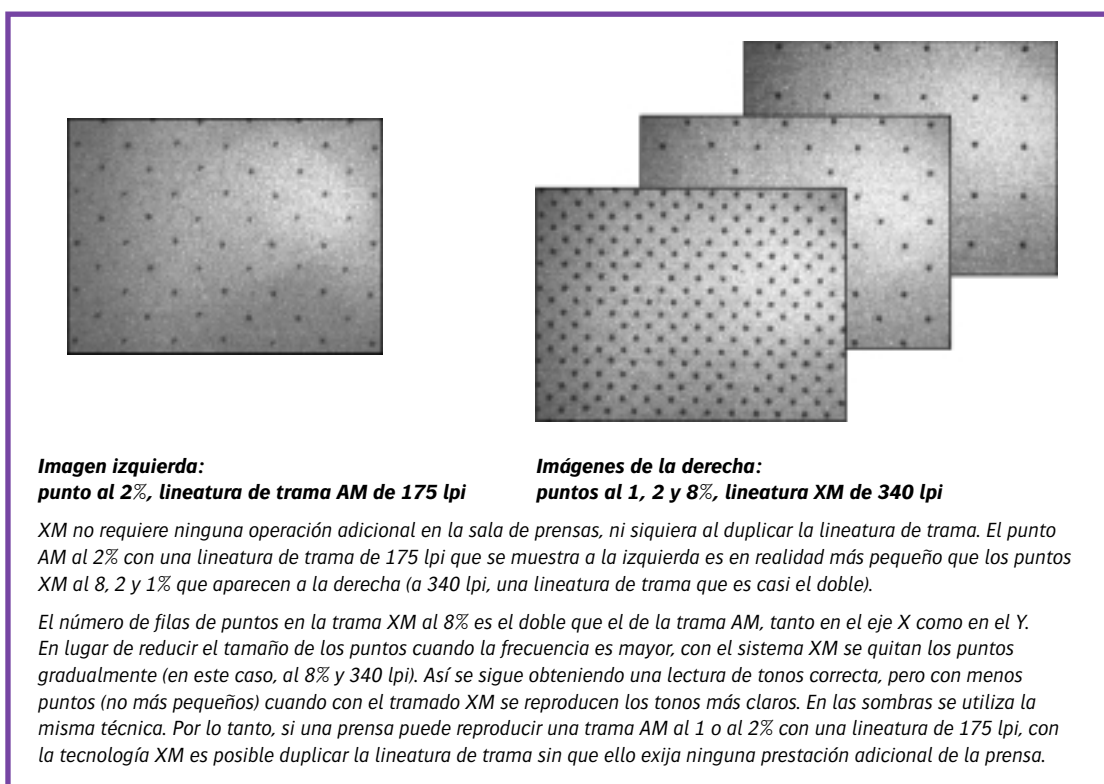 Imagen izquierda:
punto al 2%, lineatura de trama AM de 175 lpi
Imágenes de la derecha:
puntos al 1, 2 y 8%, lineatura XM de 340 lpi
XM no requiere ninguna operación adicional en la sala de prensas, ni siquiera al duplicar la lineatura de trama. El punto
AM al 2% con una lineatura de trama de 175 lpi que se muestra a la izquierda es en realidad más pequeño que los puntos
XM al 8, 2 y 1% que aparecen a la derecha (a 340 lpi, una lineatura de trama que es casi el doble).
El número de filas de puntos en la trama XM al 8% es el doble que el de la trama AM, tanto en el eje X como en el Y.
En lugar de reducir el tamaño de los puntos cuando la frecuencia es mayor, con el sistema XM se quitan los puntos
gradualmente (en este caso, al 8% y 340 lpi). Así se sigue obteniendo una lectura de tonos correcta, pero con menos
puntos (no más pequeños) cuando con el tramado XM se reproducen los tonos más claros. En las sombras se utiliza la
misma técnica. Por lo tanto, si una prensa puede reproducir una trama AM al 1 o al 2% con una lineatura de 175 lpi, con
la tecnología XM es posible duplicar la lineatura de trama sin que ello exija ninguna prestación adicional de la prensa.